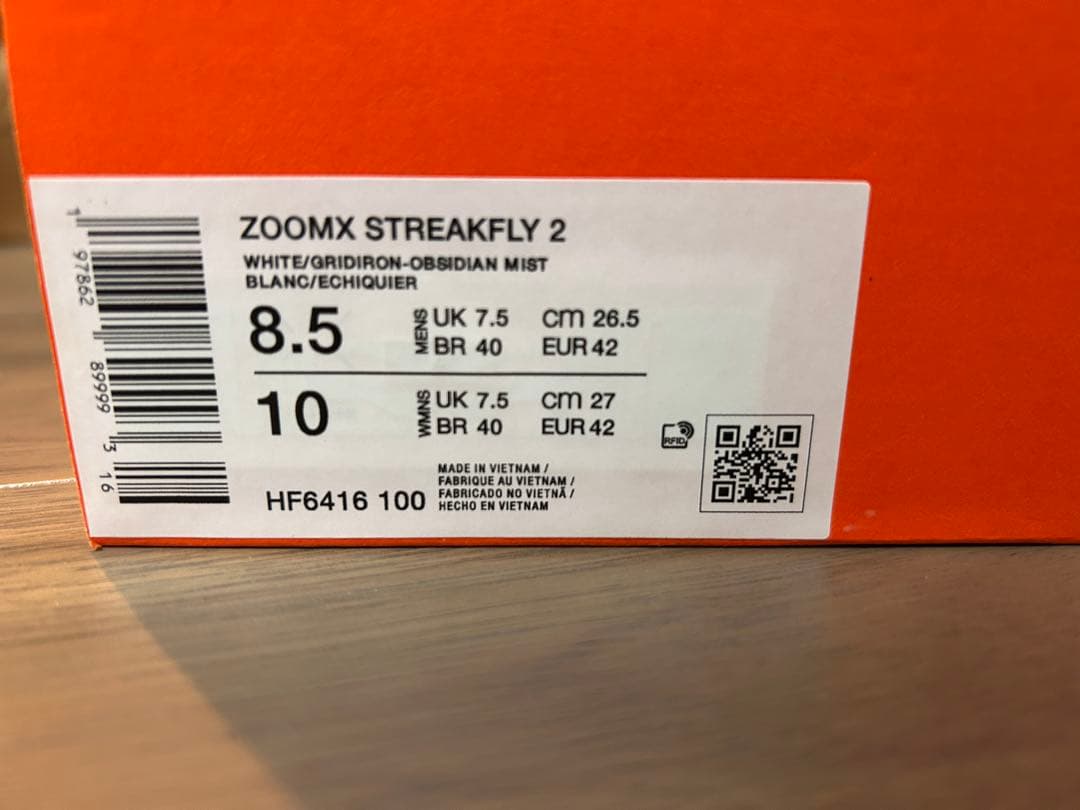 ZOOMX STREAKFLY 2
WHITE/GRIDIRON-OBSIDIAN MIST
BLANC/ECHIQUIER
8.5 MENS UK 7.5 CM 26.5
BR 40 EUR 42
10 WMNS UK 7.5 CM 27
BR 40 EUR 42
RFID
HF6416 100
MADE IN VIETNAM /
FABRIQUE AU VIETNAM /
FABRICADO NO VIETNÃ /
HECHO EN VIETNAM
1 97862 89999 3 16